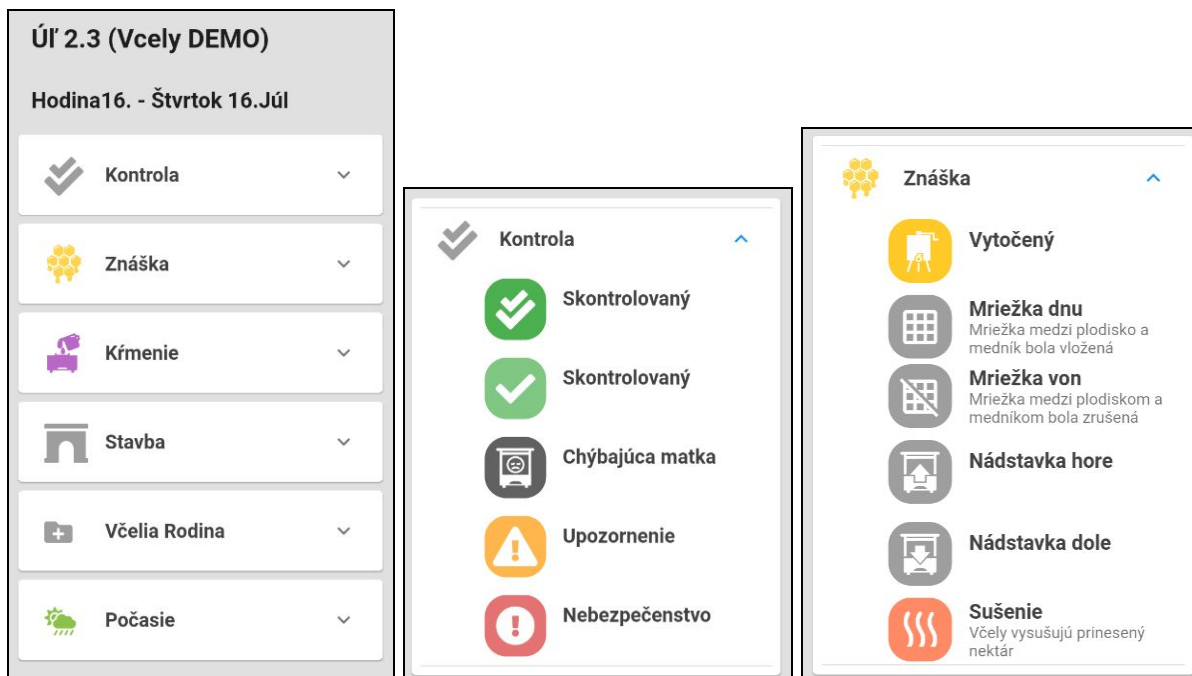 Úľ 2.3 (Vcely DEMO)
Hodina16. - Štvrtok 16.Júl
Kontrola
Znáška
Kŕmenie
Stavba
Včelia Rodina
Počasie
Kontrola
Skontrolovaný
Skontrolovaný
Chýbajúca matka
Upozornenie
Nebezpečenstvo
Znáška
Vytočený
Mriežka dnu
Mriežka medzi plodisko a
medník bola vložená
Mriežka von
Mriežka medzi plodiskom a
medníkom bola zrušená
Nádstavka hore
Nádstavka dole
Sušenie
Včely vysušujú prinesený
nektár